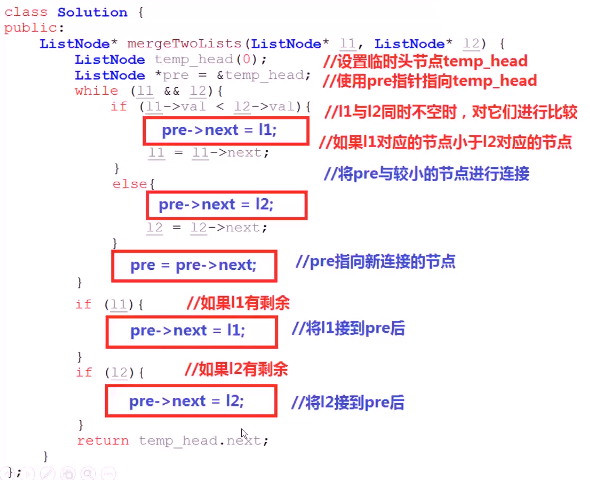 class Solution {
public:
ListNode* mergeTwoLists(ListNode* l1, ListNode* l2) {
ListNode temp_head(0); //设置临时头节点temp_head
ListNode *pre = &temp_head; //使用pre指针指向temp_head
while (l1 && l2){
if (l1->val < l2->val){ //l1与l2同时不空时，对它们进行比较
pre->next = l1; //如果l1对应的节点小于l2对应的节点
l1 = l1->next;
} //将pre与较小的节点进行连接
else{
pre->next = l2;
l2 = l2->next;
}
pre = pre->next; //pre指向新连接的节点
}
if (l1){ //如果l1有剩余
pre->next = l1; //将l1接到pre后
}
if (l2){ //如果l2有剩余
pre->next = l2; //将l2接到pre后
}
return temp_head.next;
}
};